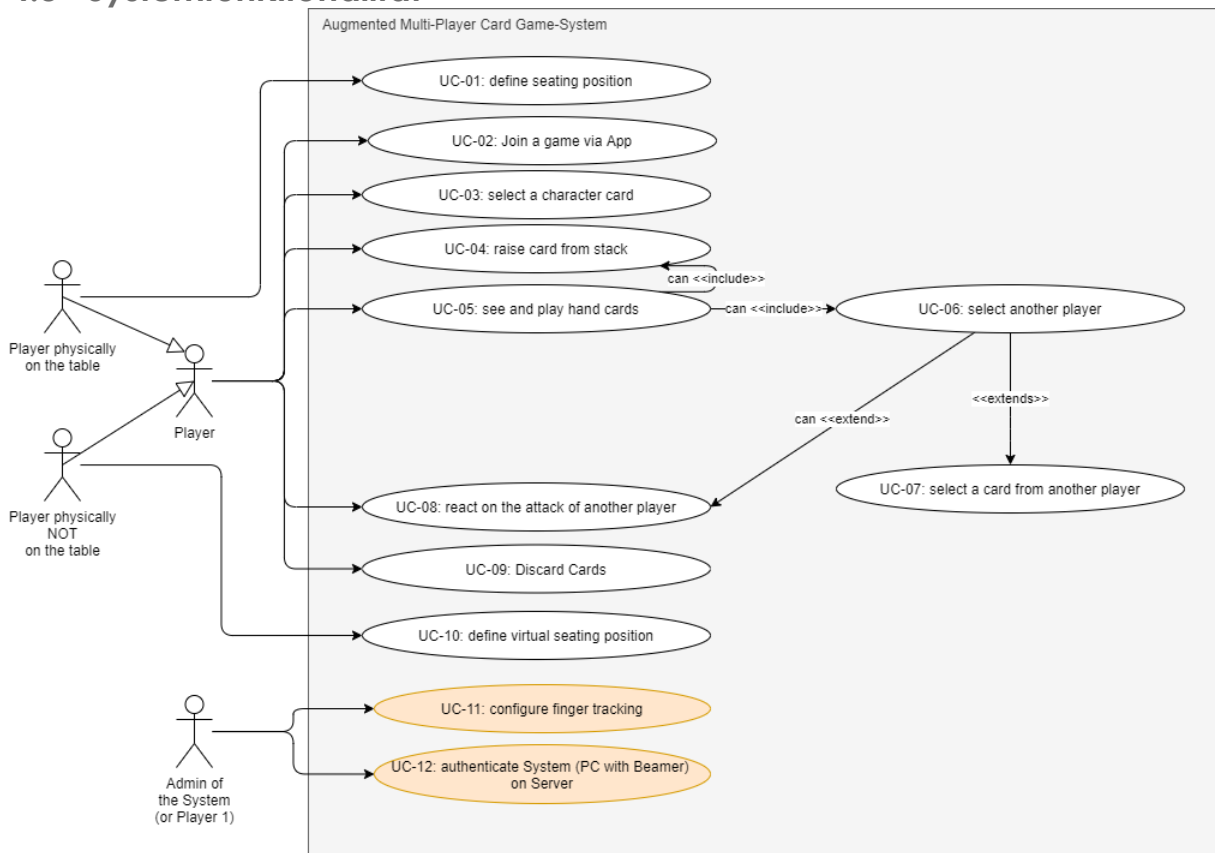 Augmented Multi-Player Card Game-System
UC-01: define seating position
UC-02: Join a game via App
UC-03: select a character card
UC-04: raise card from stack
can <<include>>
UC-05: see and play hand cards
can <<include>>
UC-06: select another player
Player physically
on the table
Player
<<extends>>
can <<extend>>
UC-07: select a card from another player
UC-08: react on the attack of another player
Player physically
NOT
on the table
UC-09: Discard Cards
UC-10: define virtual seating position
UC-11: configure finger tracking
UC-12: authenticate System (PC with Beamer)
on Server
Admin of
the System
(or Player 1)